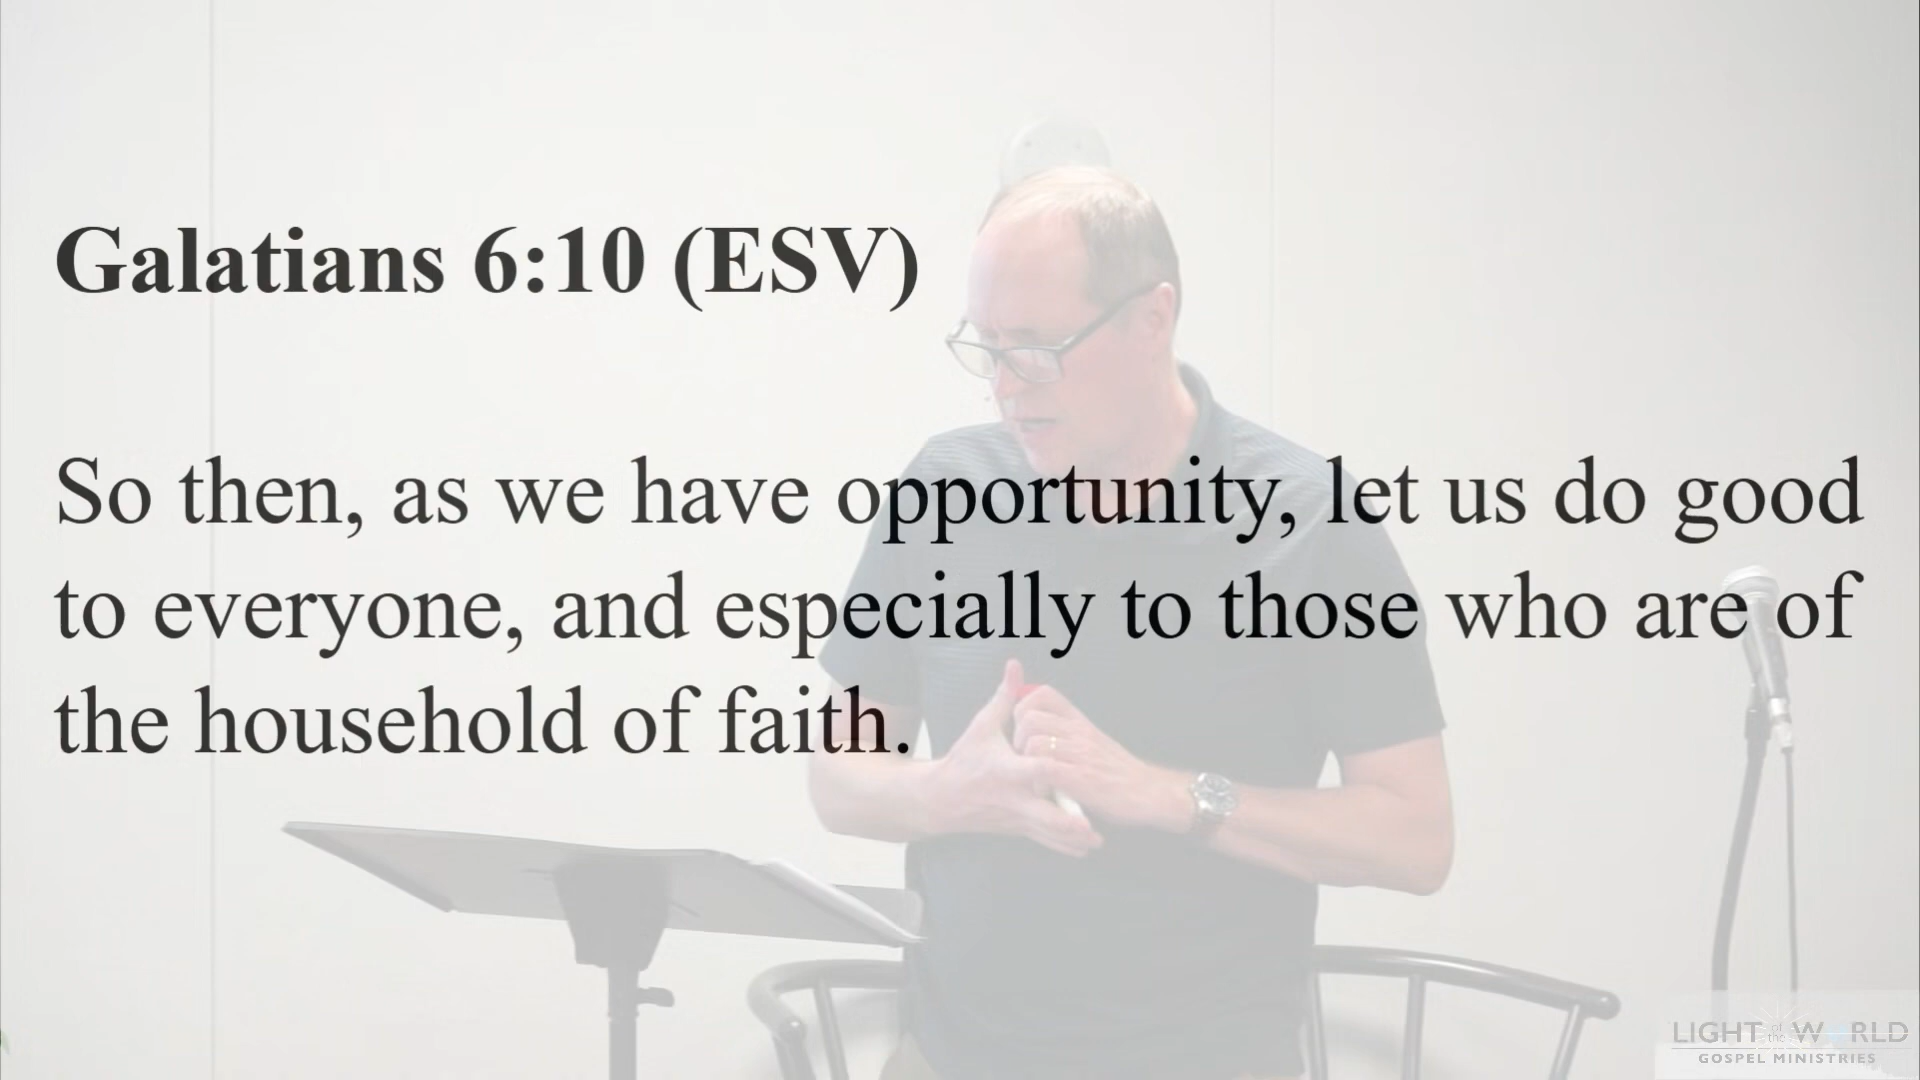 Galatians 6:10 (ESV)
So then, as we have opportunity, let us do good
to everyone, and especially to those who are of
the household of faith.
LIGHT of the WORLD
GOSPEL MINISTRIES